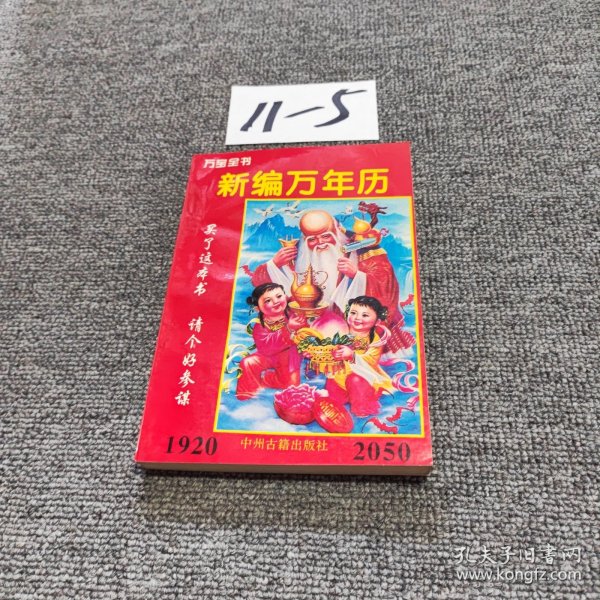 11-5
万宝全书
新编万年历
买了这本书
请个好参谋
1920
中州古籍出版社
2050
孔夫子旧书网
www.kongfz.com